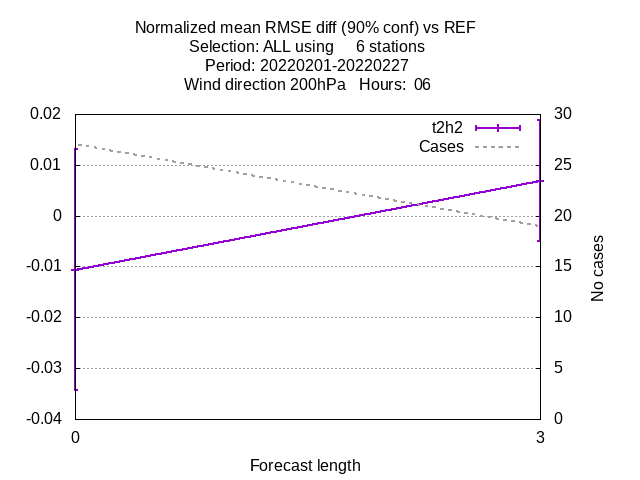 Normalized mean RMSE diff (90% conf) vs REF
Selection: ALL using     6 stations
Period: 20220201-20220227
Wind direction 200hPa   Hours:  06
0.02
0.01
0
-0.01
-0.02
-0.03
-0.04
t2h2
Cases
30
25
20
15
10
5
0
No cases
0
3
Forecast length